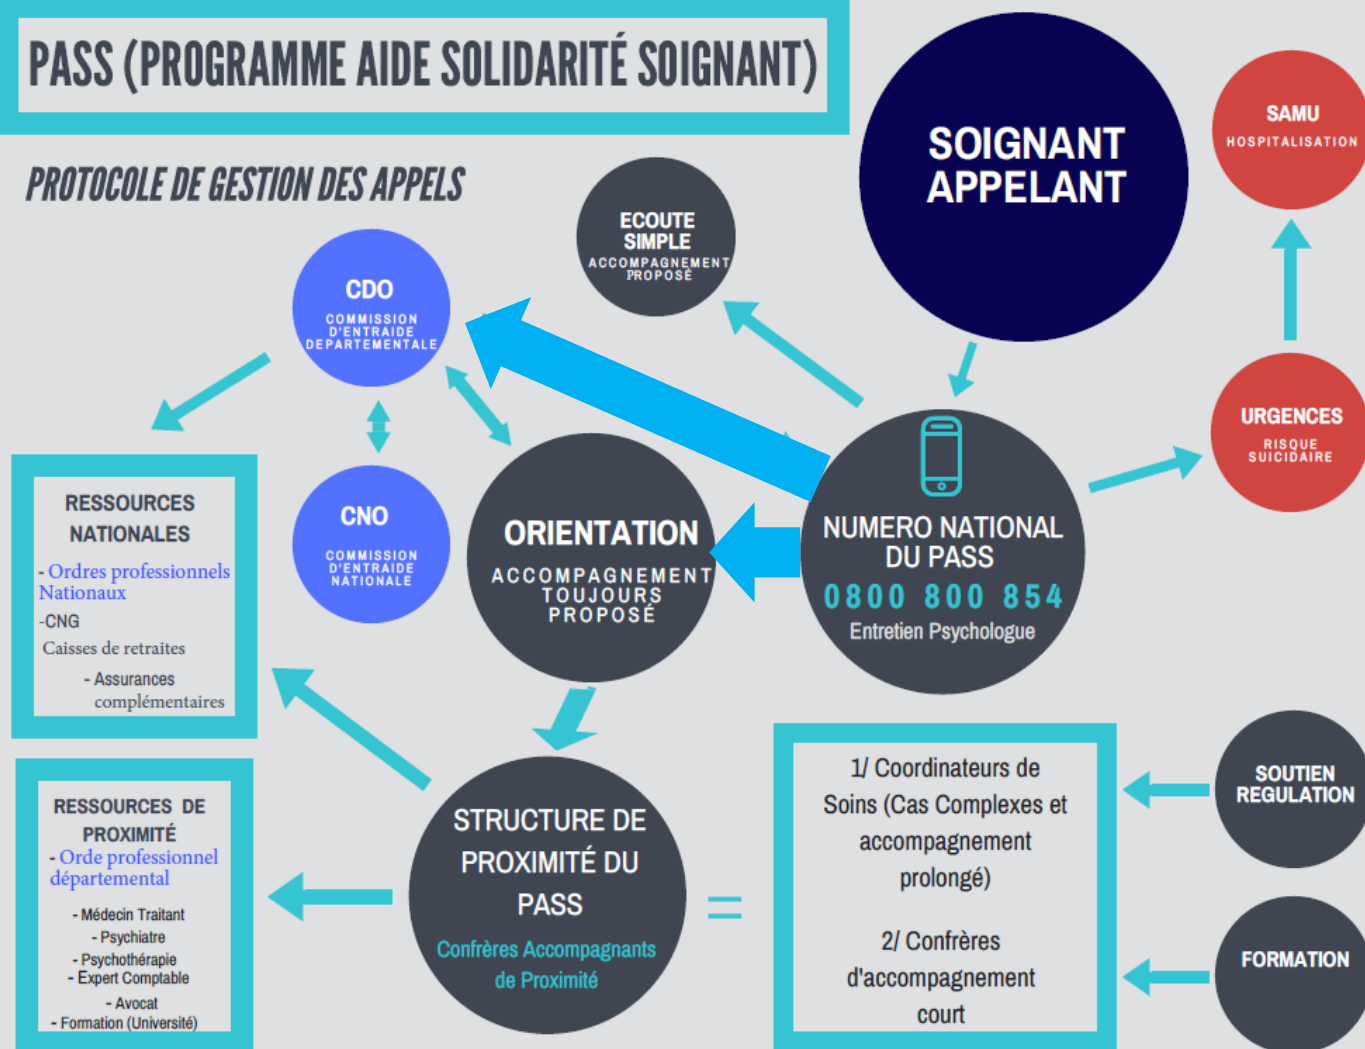 PASS (PROGRAMME AIDE SOLIDARITÉ SOIGNANT)
PROTOCOLE DE GESTION DES APPELS
SOIGNANT
APPELANT
SAMU
HOSPITALISATION
ECOUTE
SIMPLE
ACCOMPAGNEMENT
PROPOSÉ
CDO
COMMISSION
D'ENTRAIDE
DEPARTEMENTALE
URGENCES
RISQUE
SUICIDAIRE
CNO
COMMISSION
D'ENTRAIDE
NATIONALE
ORIENTATION
ACCOMPAGNEMENT
TOUJOURS
PROPOSÉ
NUMERO NATIONAL
DU PASS
0800 800 854
Entretien Psychologue
RESSOURCES
NATIONALES
- Ordres professionnels
Nationaux
-CNG
Caisses de retraites
- Assurances
complémentaires
RESSOURCES DE
PROXIMITÉ
- Orde professionnel
départemental
- Médecin Traitant
- Psychiatre
- Psychothérapie
- Expert Comptable
- Avocat
- Formation (Université)
STRUCTURE DE
PROXIMITÉ DU
PASS
Confrères Accompagnants
de Proximité
=
1/ Coordinateurs de
Soins (Cas Complexes et
accompagnement
prolongé)
2/ Confrères
d'accompagnement
court
SOUTIEN
REGULATION
FORMATION